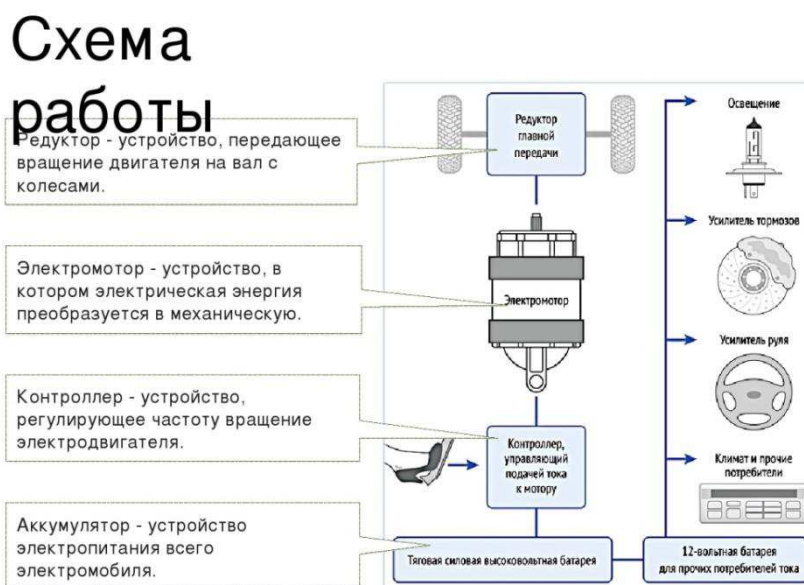 Схема
работы
Редуктор - устройство, передающее
вращение двигателя на вал с
колесами.
Электромотор - устройство, в
котором электрическая энергия
преобразуется в механическую.
Контроллер - устройство,
регулирующее частоту вращение
электродвигателя.
Аккумулятор - устройство
электропитания всего
электромобиля.
Редуктор
главной
передачи
Электромотор
Контроллер,
управляющий
подачей тока
к мотору
Тяговая силовая высоковольтная батарея
Освещение
Усилитель тормозов
Усилитель руля
Климат и прочие
потребители
12-вольтная батарея
для прочих потребителей тока